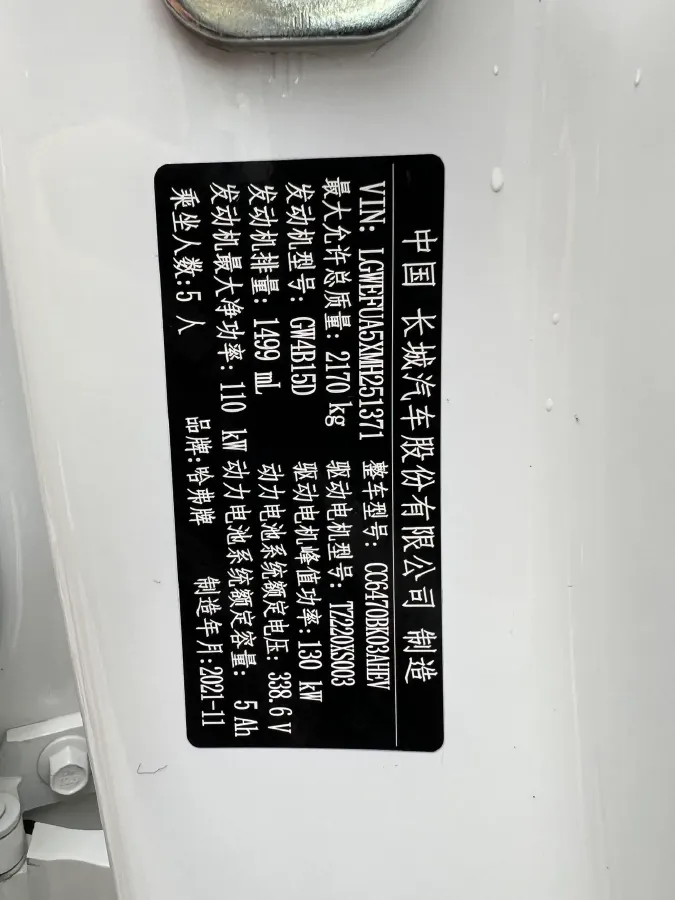 中国 长城汽车股份有限公司 制造
VIN: LGWEFUA5XMH251371 整车型号: CC6470BK03AHEV
最大允许总质量: 2170 kg 驱动电机型号: TZ220XS003
发动机型号: GW4B15D 驱动电机峰值功率: 130 kW
发动机排量: 1499 mL 动力电池系统额定电压: 338.6 V
发动机最大净功率: 110 kW 动力电池系统额定容量: 5 Ah
乘坐人数: 5 人 品牌: 哈弗牌 制造年月: 2021-11